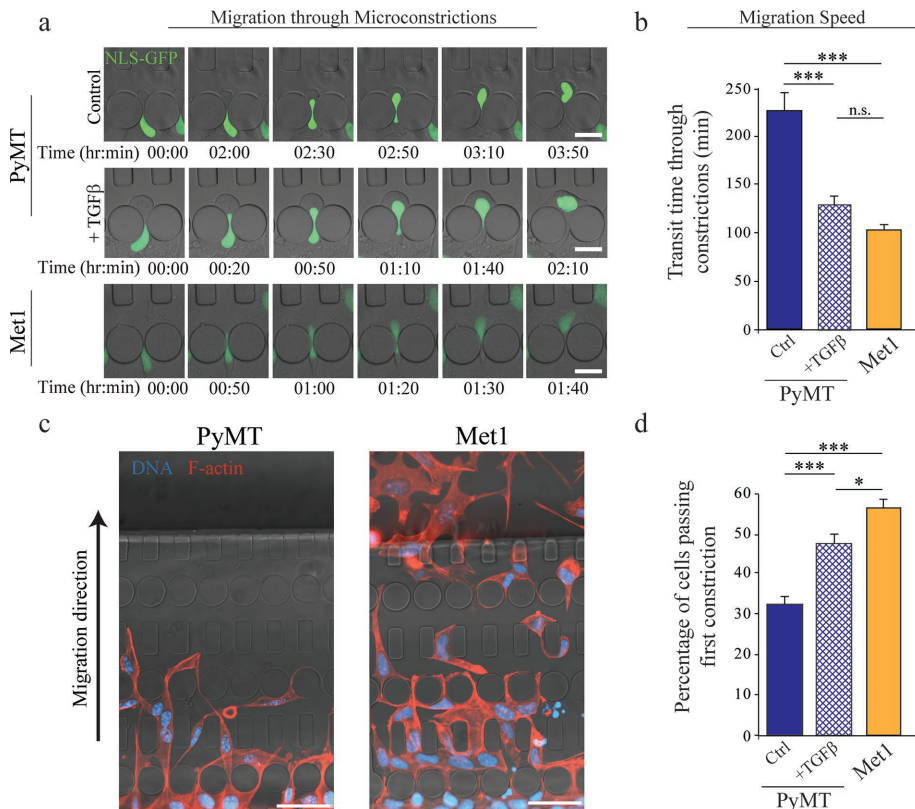 a
Migration through Microconstrictions
PyMT
Control
NLS-GFP
Time (hr:min) 00:00 02:00 02:30 02:50 03:10 03:50
+ TGFβ
Time (hr:min) 00:00 00:20 00:50 01:10 01:40 02:10
Met1
Time (hr:min) 00:00 00:50 01:00 01:20 01:30 01:40
b
Migration Speed
Transit time through
constrictions (min)
250
200
150
100
50
0
***
***
n.s.
Ctrl
+TGFβ
Met1
PyMT
c
PyMT
Met1
DNA F-actin
Migration direction
d
Percentage of cells passing
first constriction
60
50
40
30
20
10
0
***
***
*
Ctrl
+TGFβ
Met1
PyMT